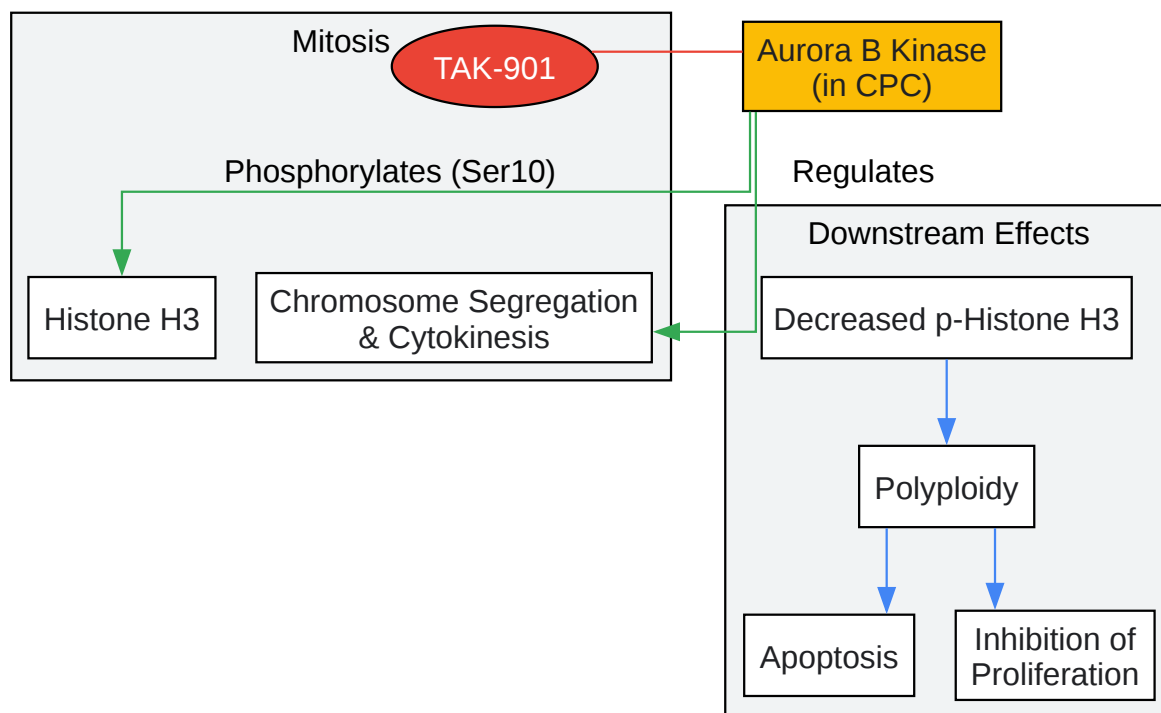 Mitosis
TAK-901
Aurora B Kinase
(in CPC)
Phosphorylates (Ser10)
Regulates
Downstream Effects
Histone H3
Chromosome Segregation
& Cytokinesis
Decreased p-Histone H3
Polyploidy
Apoptosis
Inhibition of
Proliferation